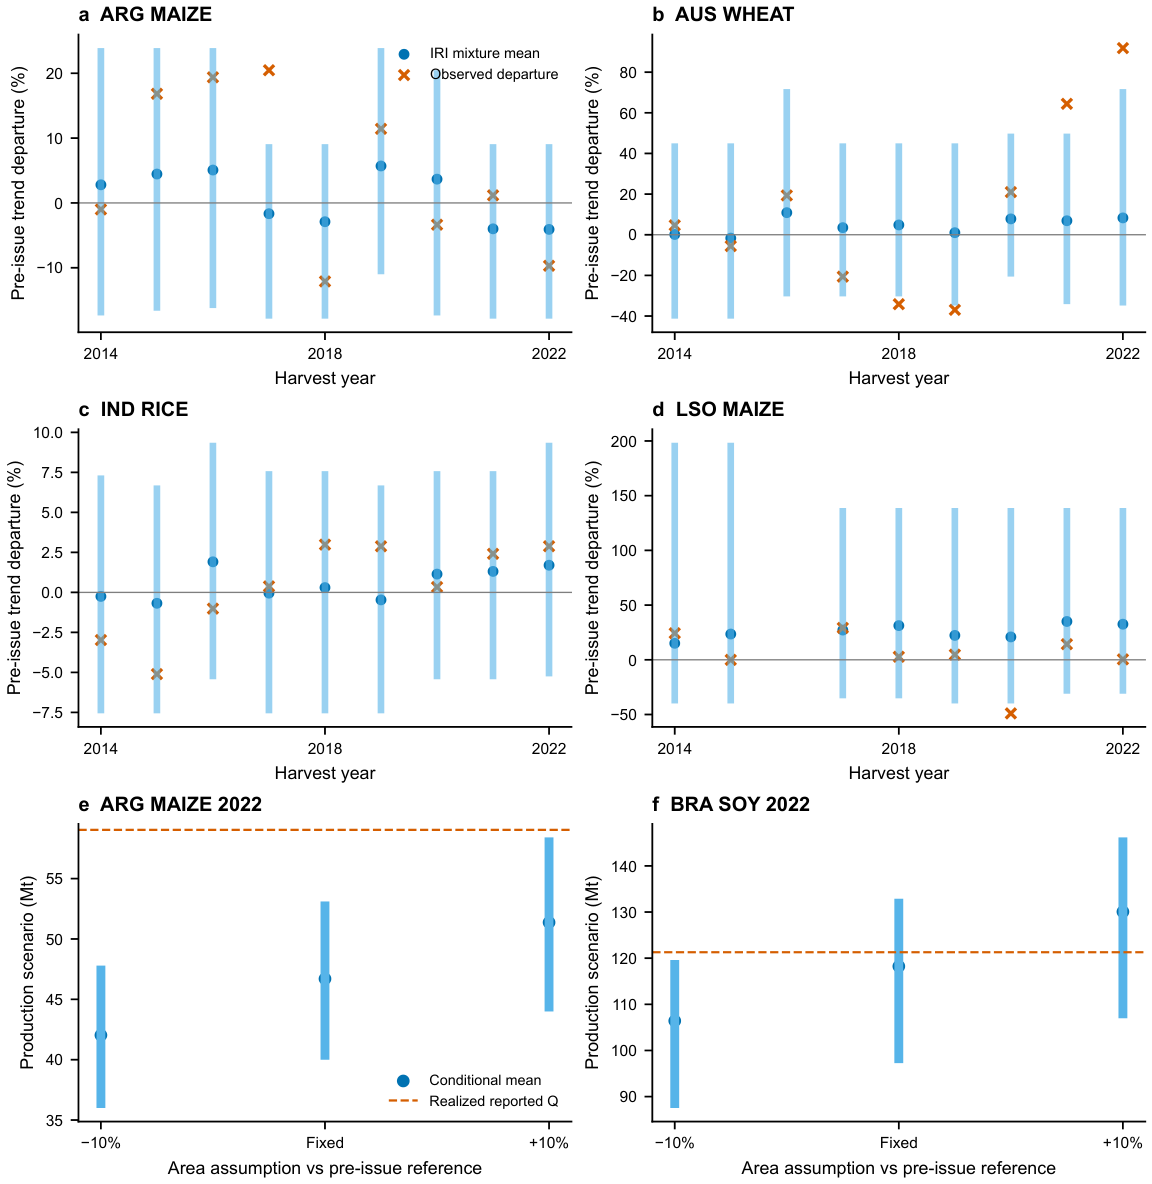 a ARG MAIZE
Pre-issue trend departure (%)
20
10
0
−10
IRI mixture mean
Observed departure
2014
2018
2022
Harvest year
b AUS WHEAT
Pre-issue trend departure (%)
80
60
40
20
0
−20
−40
2014
2018
2022
Harvest year
c IND RICE
Pre-issue trend departure (%)
10.0
7.5
5.0
2.5
0.0
−2.5
−5.0
−7.5
2014
2018
2022
Harvest year
d LSO MAIZE
Pre-issue trend departure (%)
200
150
100
50
0
−50
2014
2018
2022
Harvest year
e ARG MAIZE 2022
Production scenario (Mt)
55
50
45
40
35
Conditional mean
Realized reported Q
−10%
Fixed
+10%
Area assumption vs pre-issue reference
f BRA SOY 2022
Production scenario (Mt)
140
130
120
110
100
90
−10%
Fixed
+10%
Area assumption vs pre-issue reference